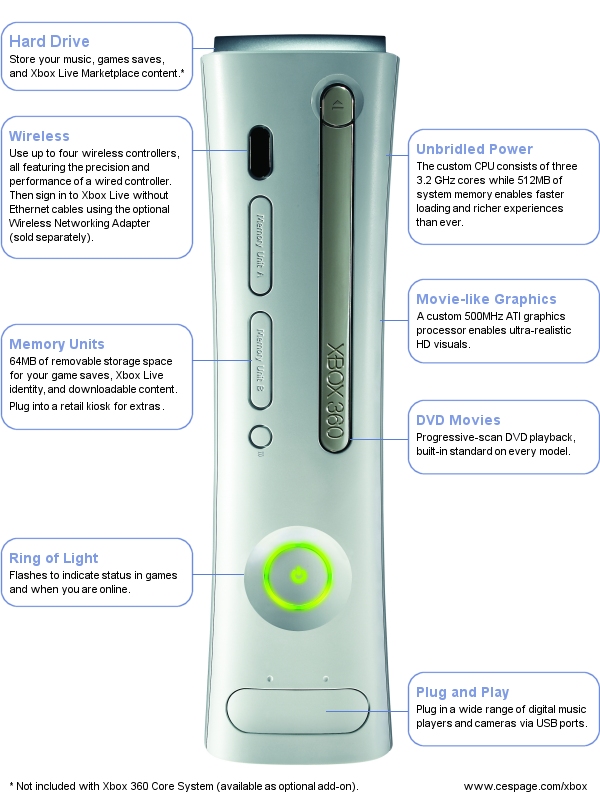 Hard Drive
Store your music, games saves,
and Xbox Live Marketplace content.*
Wireless
Use up to four wireless controllers,
all featuring the precision and
performance of a wired controller.
Then sign in to Xbox Live without
Ethernet cables using the optional
Wireless Networking Adapter
(sold separately).
Memory Units
64MB of removable storage space
for your game saves, Xbox Live
identity, and downloadable content.
Plug into a retail kiosk for extras.
Ring of Light
Flashes to indicate status in games
and when you are online.
Memory Unit A
Memory Unit B
XBOX 360
Unbridled Power
The custom CPU consists of three
3.2 GHz cores while 512MB of
system memory enables faster
loading and richer experiences
than ever.
Movie-like Graphics
A custom 500MHz ATI graphics
processor enables ultra-realistic
HD visuals.
DVD Movies
Progressive-scan DVD playback,
built-in standard on every model.
Plug and Play
Plug in a wide range of digital music
players and cameras via USB ports.
* Not included with Xbox 360 Core System (available as optional add-on).
www.cespage.com/xbox